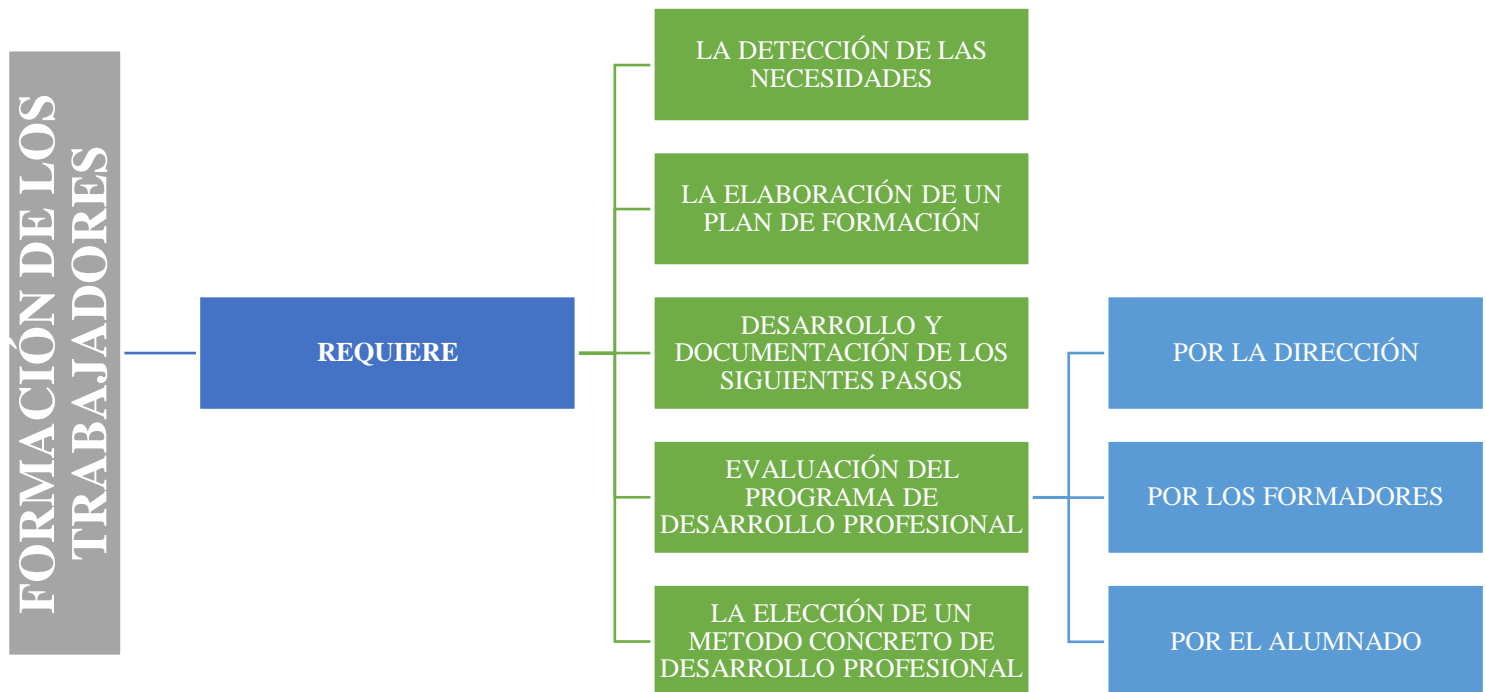 FORMACIÓN DE LOS
TRABAJADORES
REQUIERE
LA DETECCIÓN DE LAS
NECESIDADES
LA ELABORACIÓN DE UN
PLAN DE FORMACIÓN
DESARROLLO Y
DOCUMENTACIÓN DE LOS
SIGUIENTES PASOS
EVALUACIÓN DEL
PROGRAMA DE
DESARROLLO PROFESIONAL
LA ELECCIÓN DE UN
METODO CONCRETO DE
DESARROLLO PROFESIONAL
POR LA DIRECCIÓN
POR LOS FORMADORES
POR EL ALUMNADO